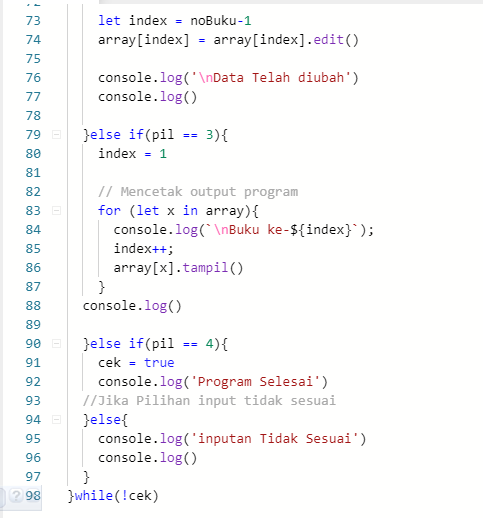 73 let index = noBuku-1
74 array[index] = array[index].edit()
75
76 console.log('\nData Telah diubah')
77 console.log()
78
79 }else if(pil == 3){
80 index = 1
81
82 // Mencetak output program
83 for (let x in array){
84 console.log(`\nBuku ke-${index}`);
85 index++;
86 array[x].tampil()
87 }
88 console.log()
89
90 }else if(pil == 4){
91 cek = true
92 console.log('Program Selesai')
93 //Jika Pilihan input tidak sesuai
94 }else{
95 console.log('inputan Tidak Sesuai')
96 console.log()
97 }
98 }while(!cek)